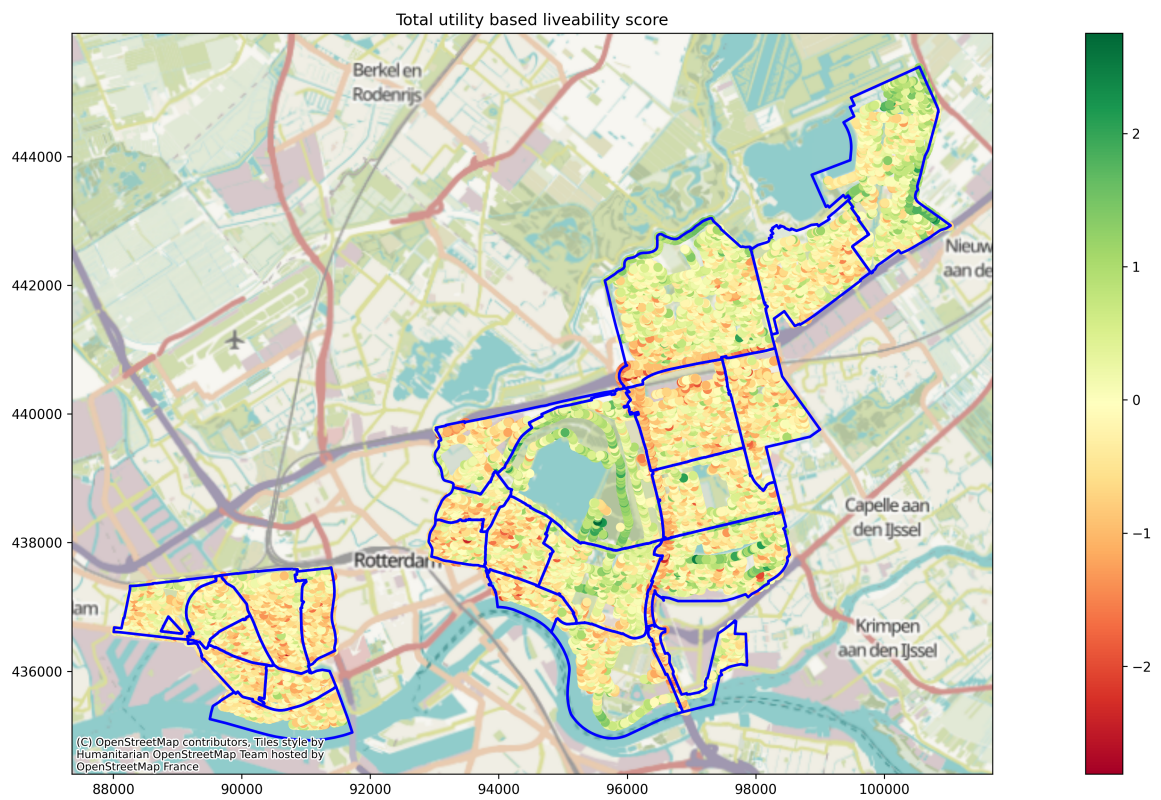 Total utility based liveability score
Berkel en
Rodenrijs
444000
442000
440000
438000
436000
Nieuw
aan de
Capelle aan
den IJssel
Rotterdam
lam
Krimpen
aan den IJssel
(C) OpenStreetMap contributors, Tiles style by
Humanitarian OpenStreetMap Team hosted by
OpenStreetMap France
88000 90000 92000 94000 96000 98000 100000
2
1
0
−1
−2